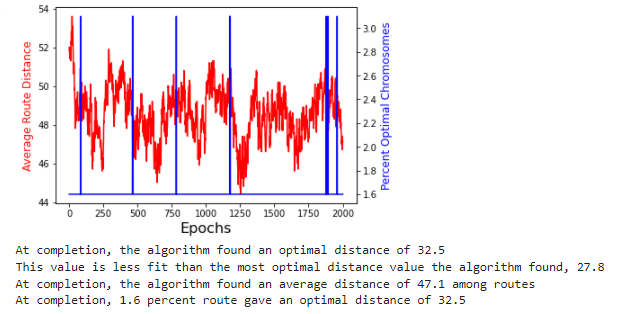 54
52
50
48
46
44
Average Route Distance
3.0
2.8
2.6
2.4
2.2
2.0
1.8
1.6
Percent Optimal Chromosomes
0 250 500 750 1000 1250 1500 1750 2000
Epochs
At completion, the algorithm found an optimal distance of 32.5
This value is less fit than the most optimal distance value the algorithm found, 27.8
At completion, the algorithm found an average distance of 47.1 among routes
At completion, 1.6 percent route gave an optimal distance of 32.5